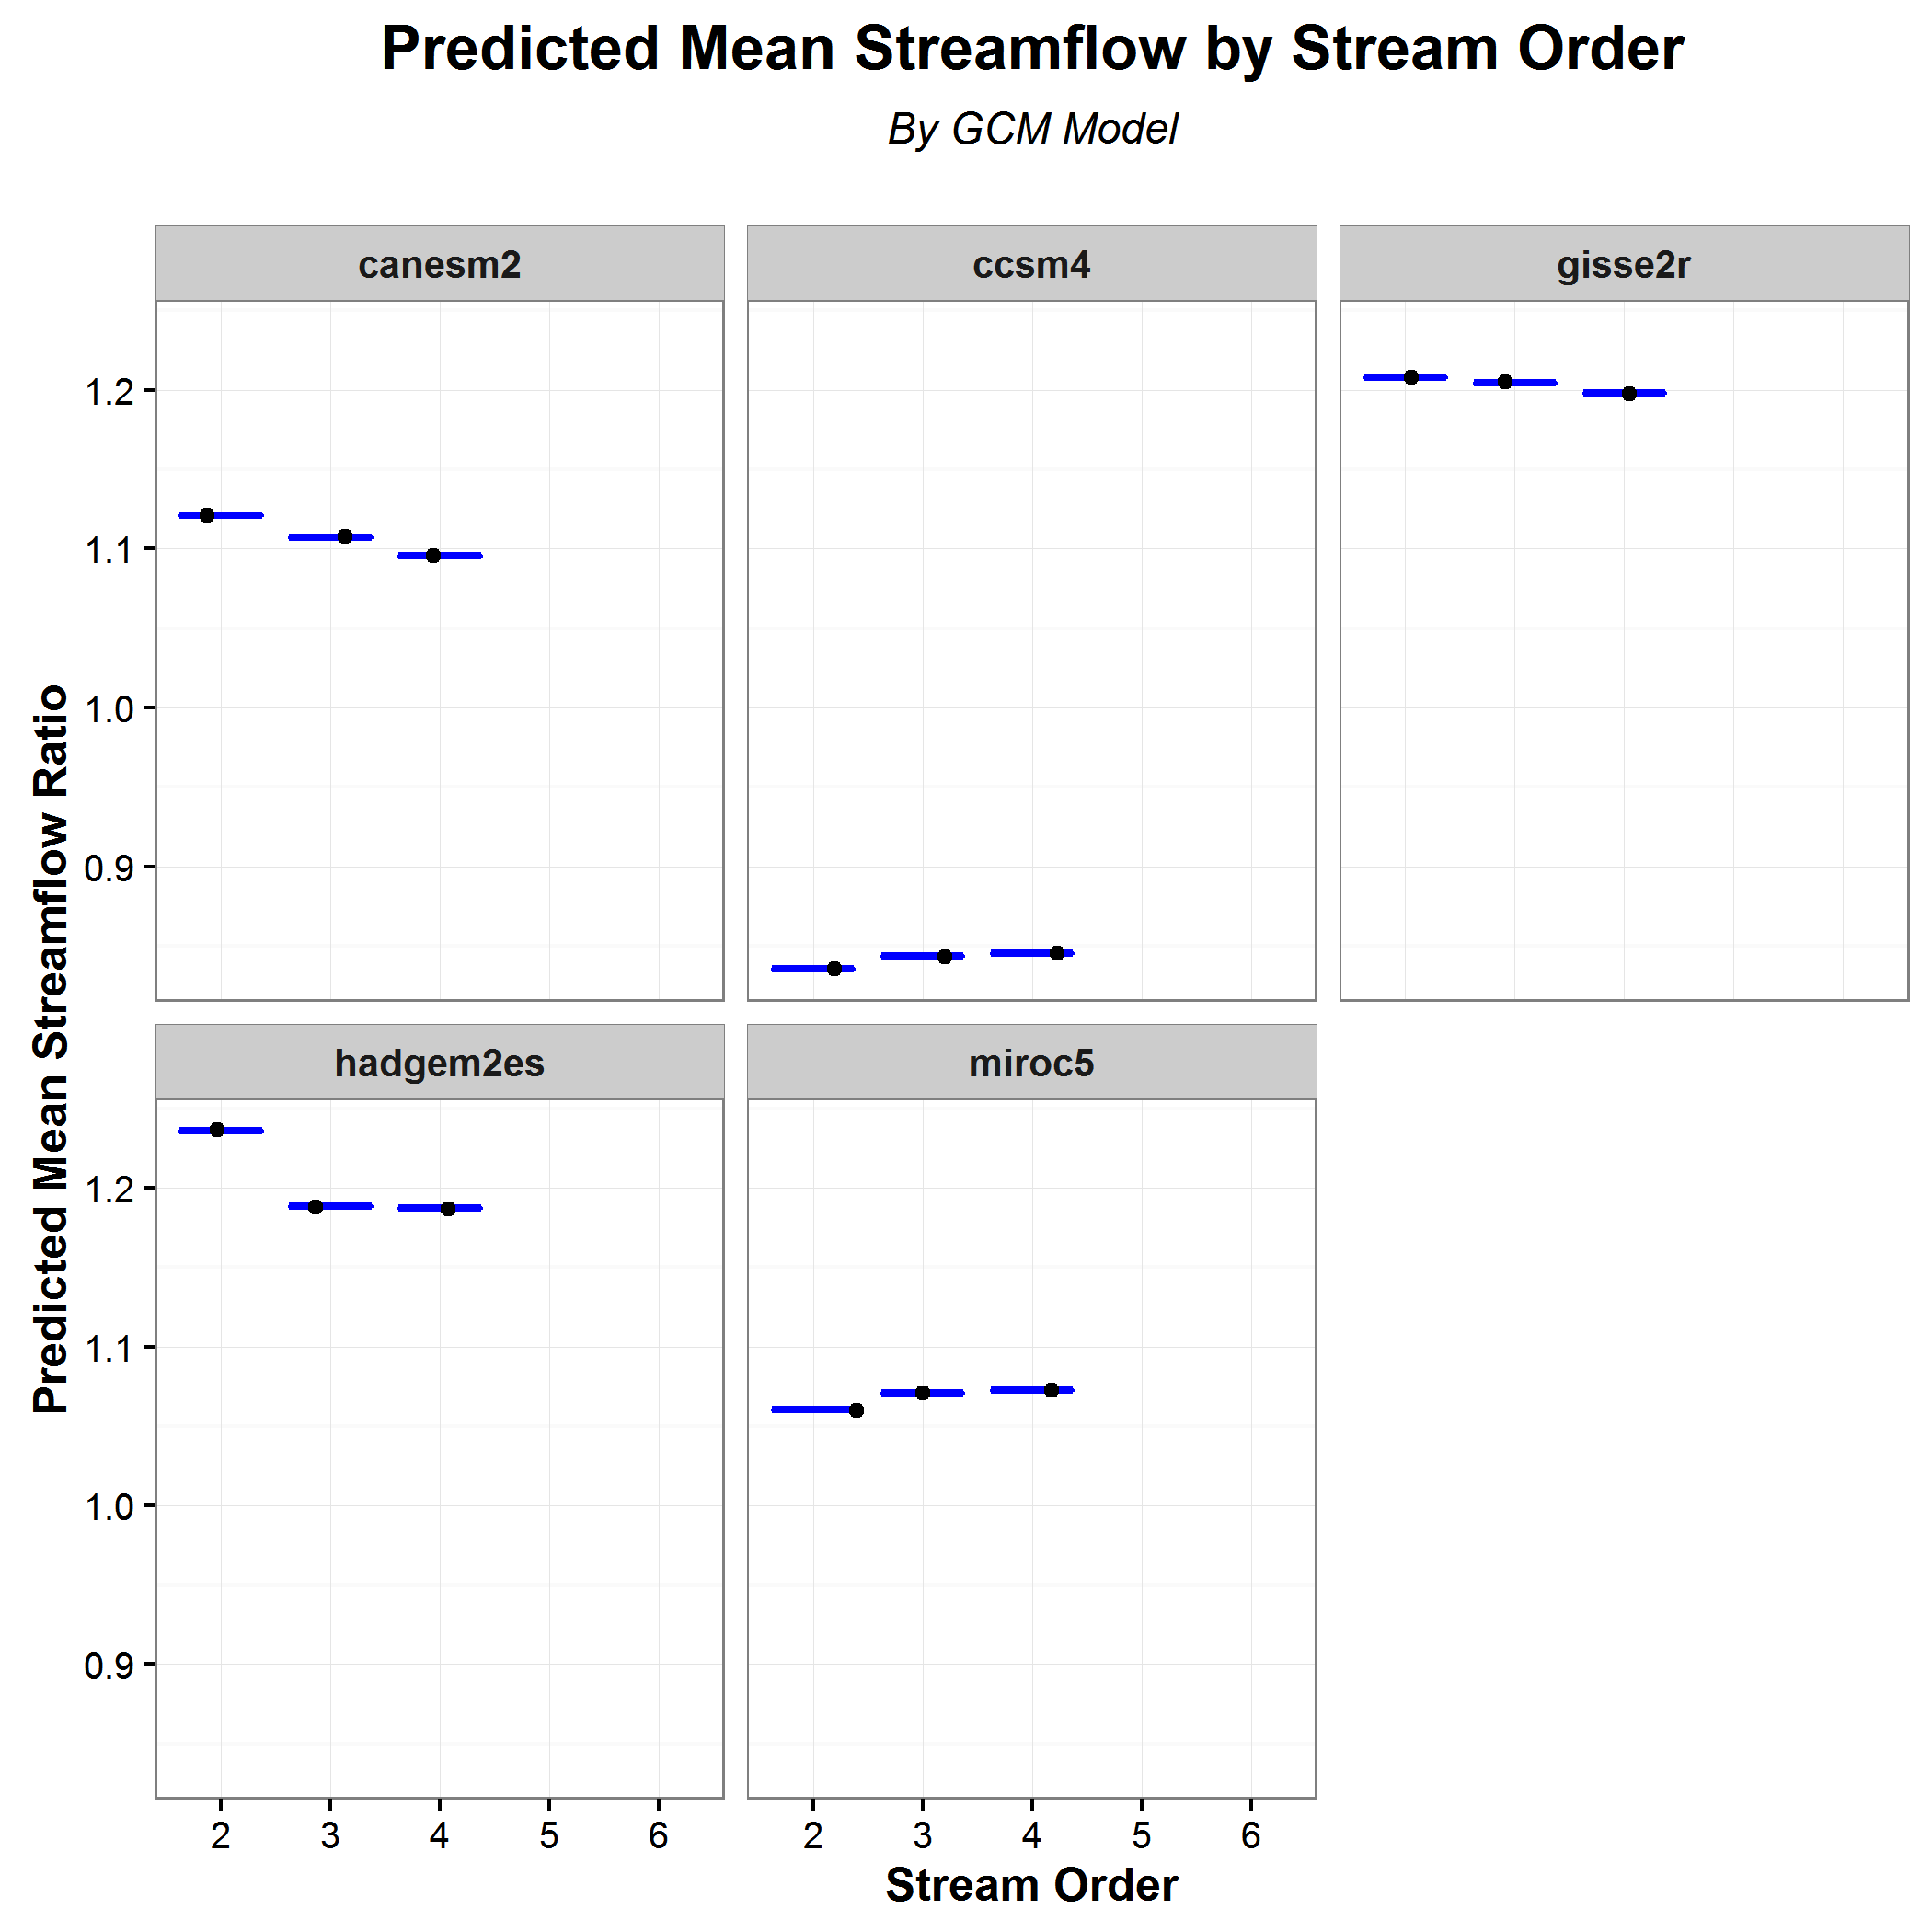 Predicted Mean Streamflow by Stream Order
By GCM Model
canesm2
ccsm4
gisse2r
1.2
1.1
1.0
0.9
hadgem2es
miroc5
1.2
1.1
1.0
0.9
2 3 4 5 6
2 3 4 5 6
Stream Order
Predicted Mean Streamflow Ratio